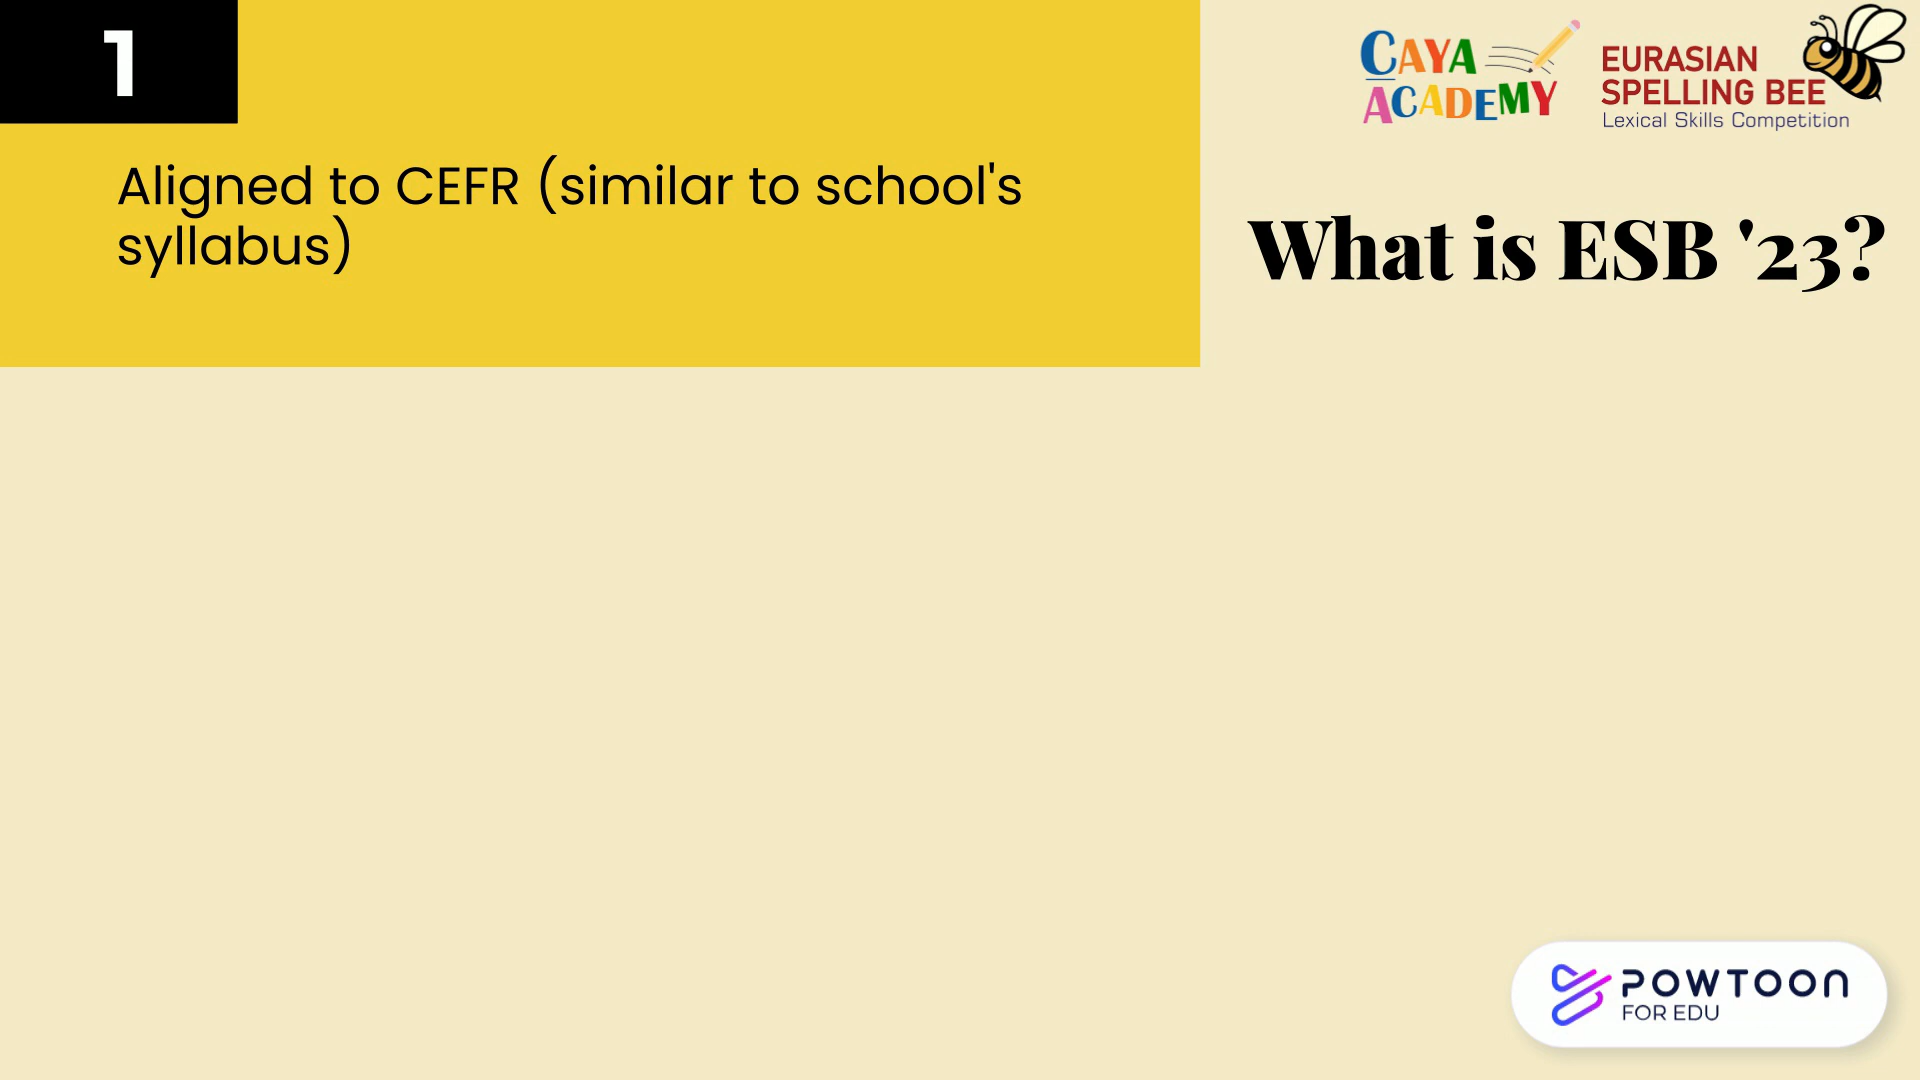 1
Aligned to CEFR (similar to school's
syllabus)
CAYA
ACADEMY
EURASIAN
SPELLING BEE
Lexical Skills Competition
What is ESB '23?
POWTOON
FOR EDU